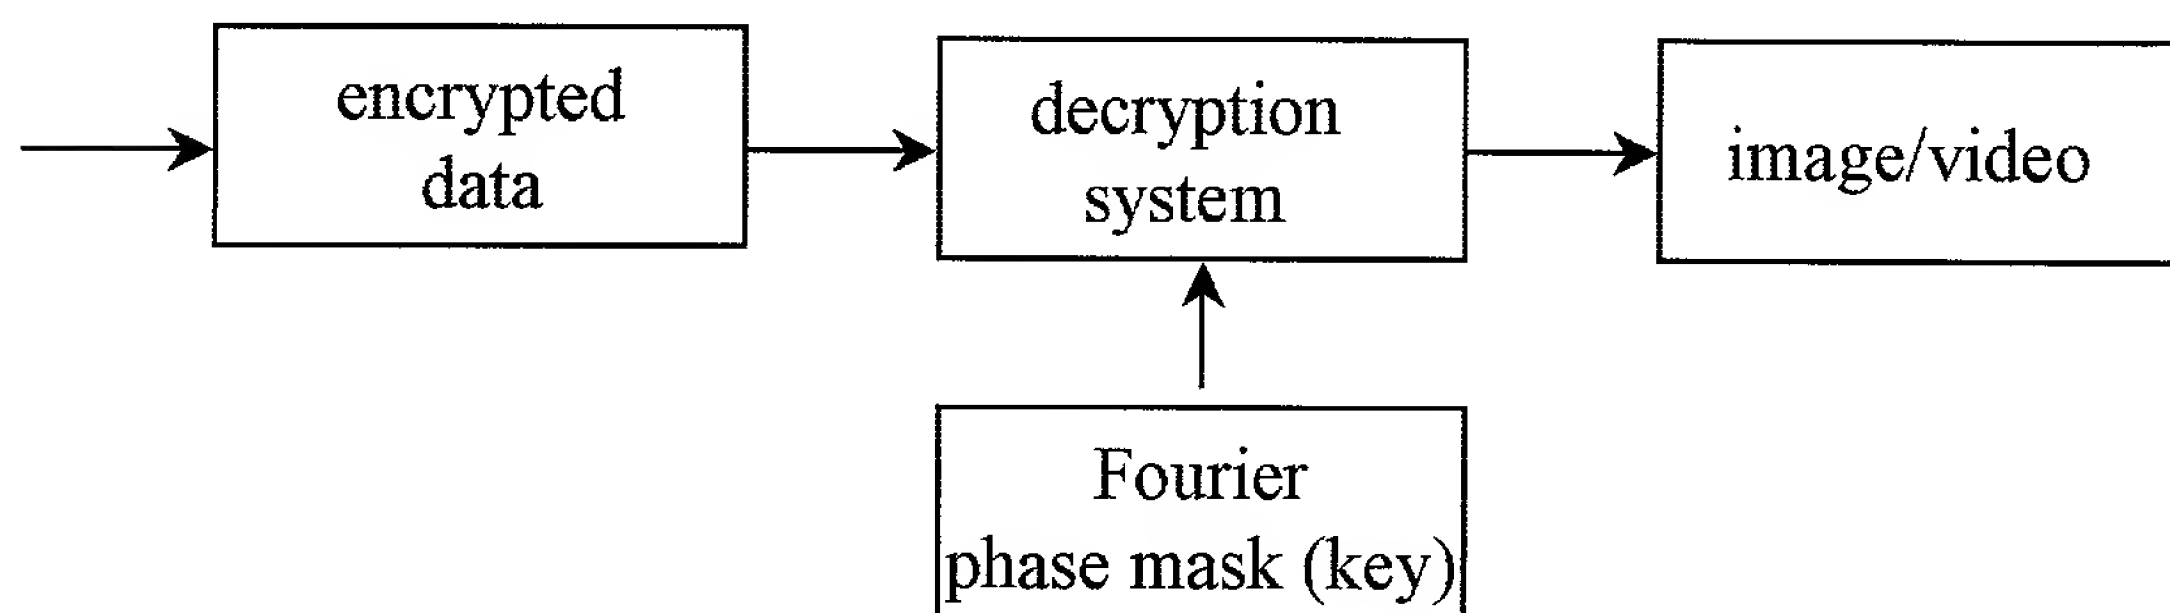 encrypted
data
decryption
system
image/video
Fourier
phase mask (key)